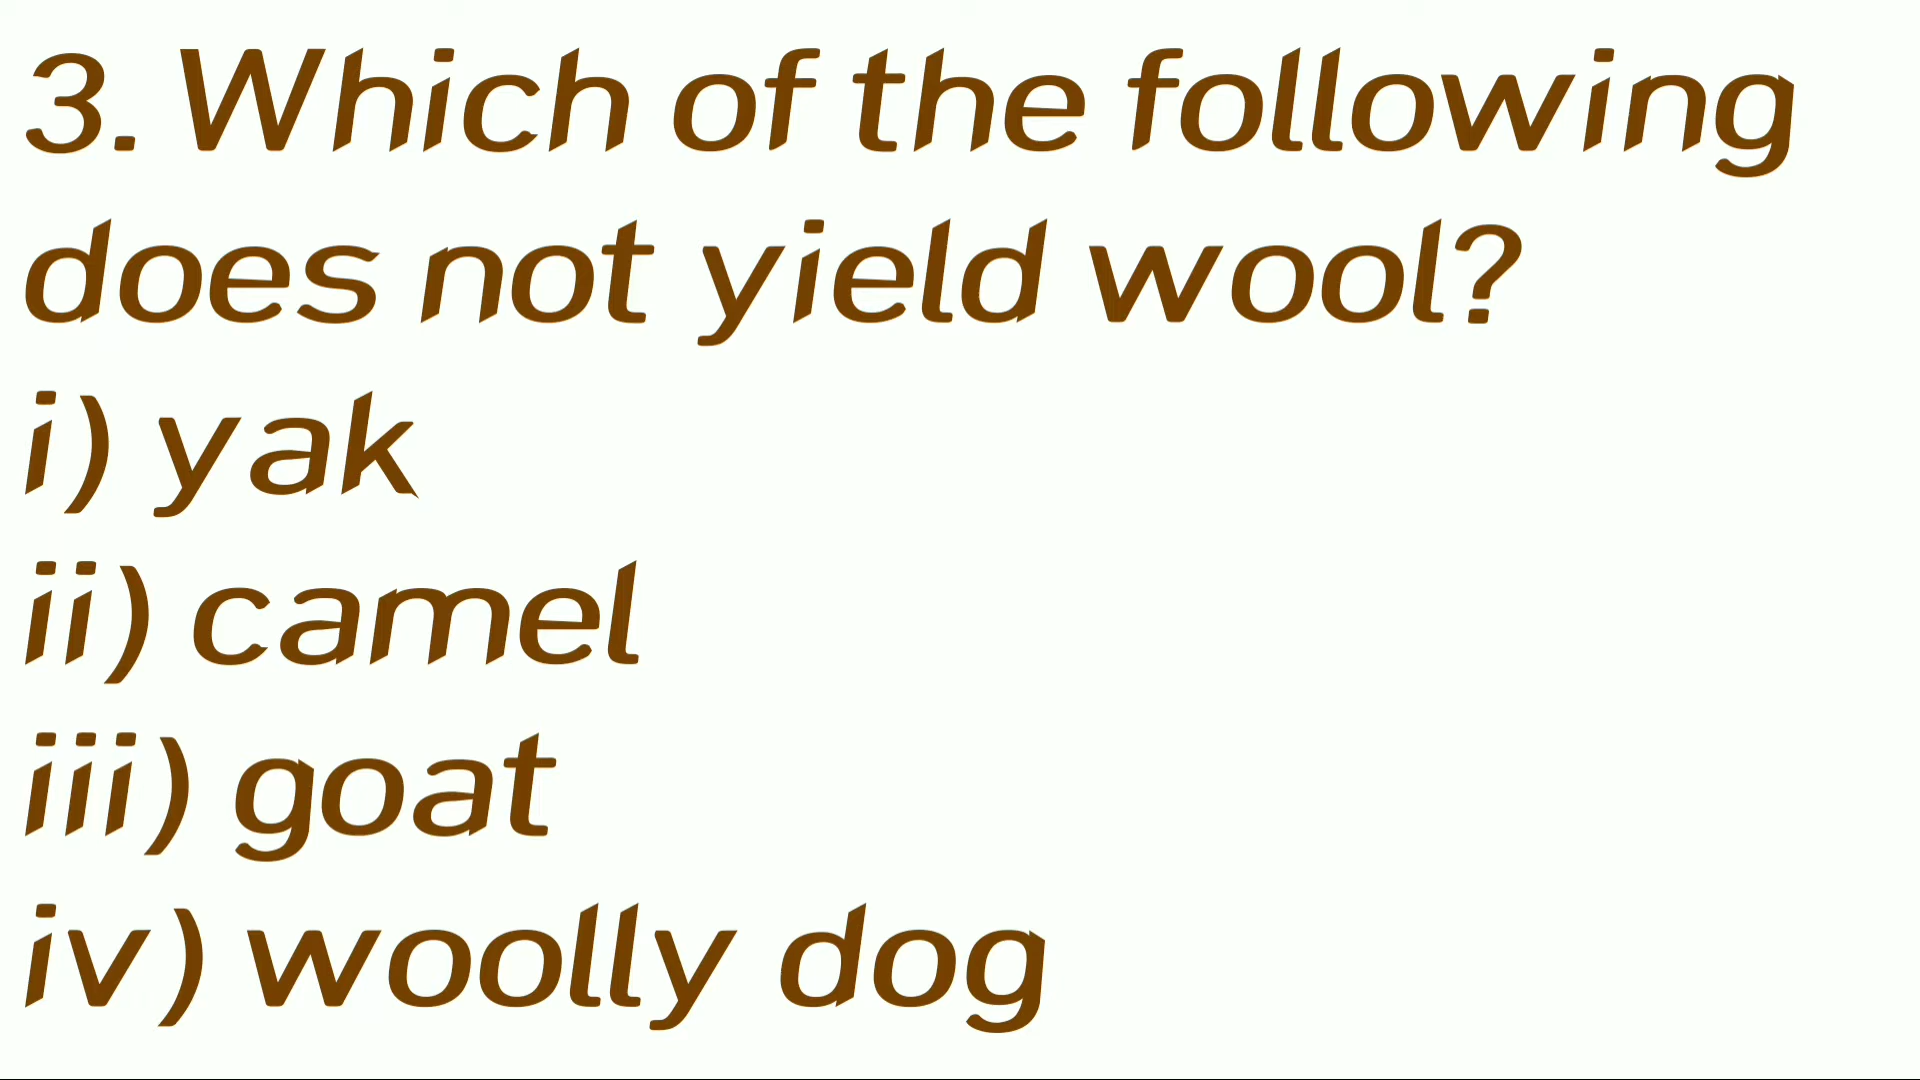 3. Which of the following
does not yield wool?
i) yak
ii) camel
iii) goat
iv) woolly dog